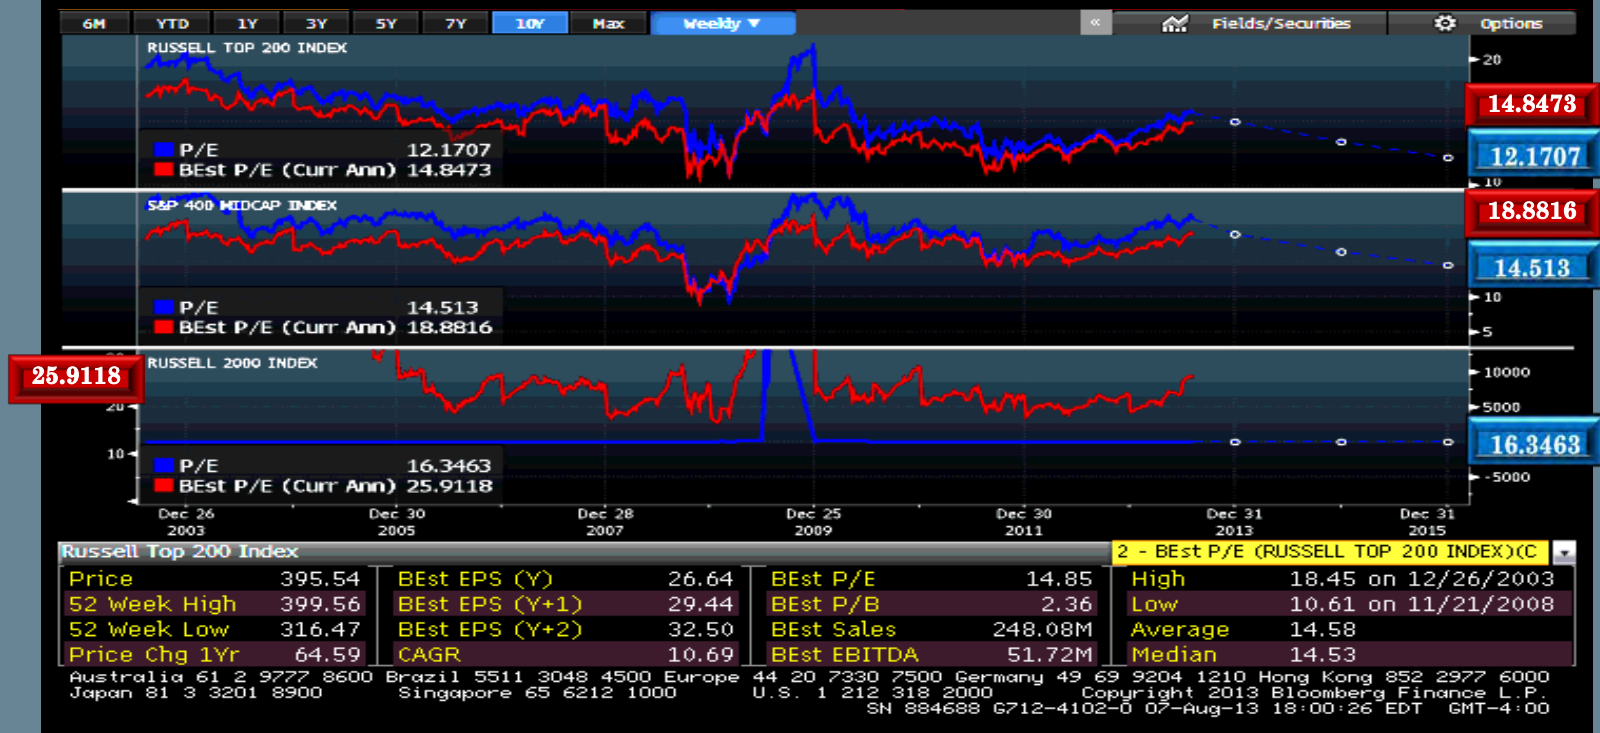 6M YTD 1Y 3Y 5Y 7Y 10Y Max Weekly ▼ « Fields/Securities Options
RUSSELL TOP 200 INDEX
20
14.8473
P/E 12.1707
12.1707
BEst P/E (Curr Ann) 14.8473
10
S&P 400 MIDCAP INDEX
18.8816
14.513
P/E 14.513
10
BEst P/E (Curr Ann) 18.8816
5
RUSSELL 2000 INDEX
25.9118
10000
20
5000
16.3463
10
P/E 16.3463
-5000
BEst P/E (Curr Ann) 25.9118
Dec 26 Dec 30 Dec 28 Dec 25 Dec 30 Dec 31 Dec 31
2003 2005 2007 2009 2011 2013 2015
Russell Top 200 Index 2 - BEst P/E (RUSSELL TOP 200 INDEX)(C
Price 395.54 BEst EPS (Y) 26.64 BEst P/E 14.85 High 18.45 on 12/26/2003
52 Week High 399.56 BEst EPS (Y+1) 29.44 BEst P/B 2.36 Low 10.61 on 11/21/2008
52 Week Low 316.47 BEst EPS (Y+2) 32.50 BEst Sales 248.08M Average 14.58
Price Chg 1Yr 64.59 CAGR 10.69 BEst EBITDA 51.72M Median 14.53
Australia 61 2 9777 8600 Brazil 5511 3048 4500 Europe 44 20 7330 7500 Germany 49 69 9204 1210 Hong Kong 852 2977 6000
Japan 81 3 3201 8900 Singapore 65 6212 1000 U.S. 1 212 318 2000 Copyright 2013 Bloomberg Finance L.P.
SN 884688 G712-4102-0 07-Aug-13 18:00:26 EDT GMT-4:00